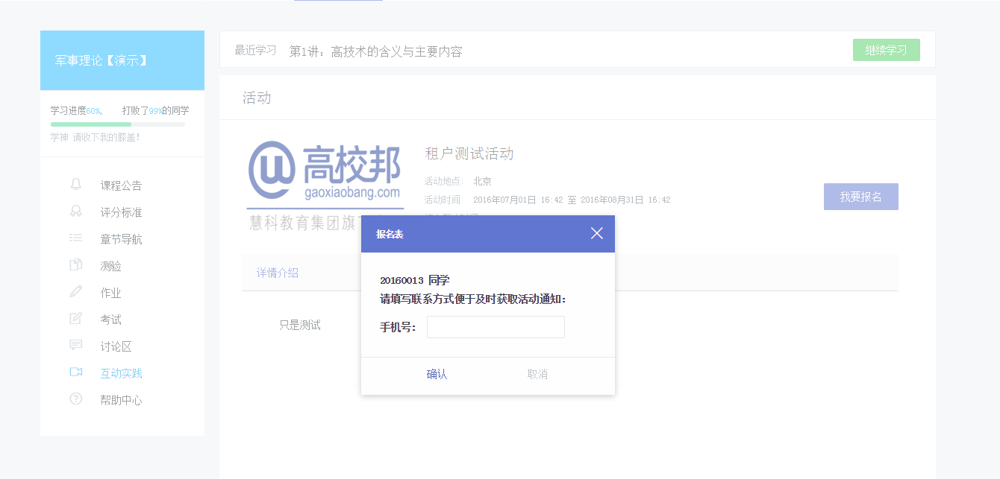 军事理论【演示】
学习进度60%, 打败了99%的同学
学神 请收下我的膝盖!
课程公告
评分标准
章节导航
测验
作业
考试
讨论区
互动实践
帮助中心
最近学习 第1讲：高技术的含义与主要内容 继续学习
活动
高校邦
gaoxiaobang.com
慧科教育集团旗
租户测试活动
活动地点： 北京
活动时间： 2016年07月01日 16:42 至 2016年08月31日 16:42
我要报名
详情介绍
只是测试
报名表
20160013 同学
请填写联系方式便于及时获取活动通知：
手机号：
确认 取消